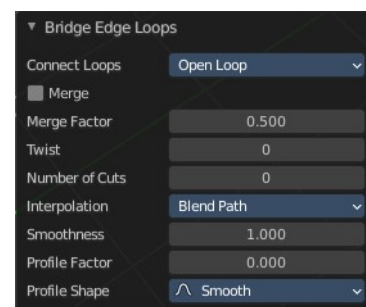 Bridge Edge Loops
Connect Loops Open Loop
Merge
Merge Factor 0.500
Twist 0
Number of Cuts 0
Interpolation Blend Path
Smoothness 1.000
Profile Factor 0.000
Profile Shape Smooth